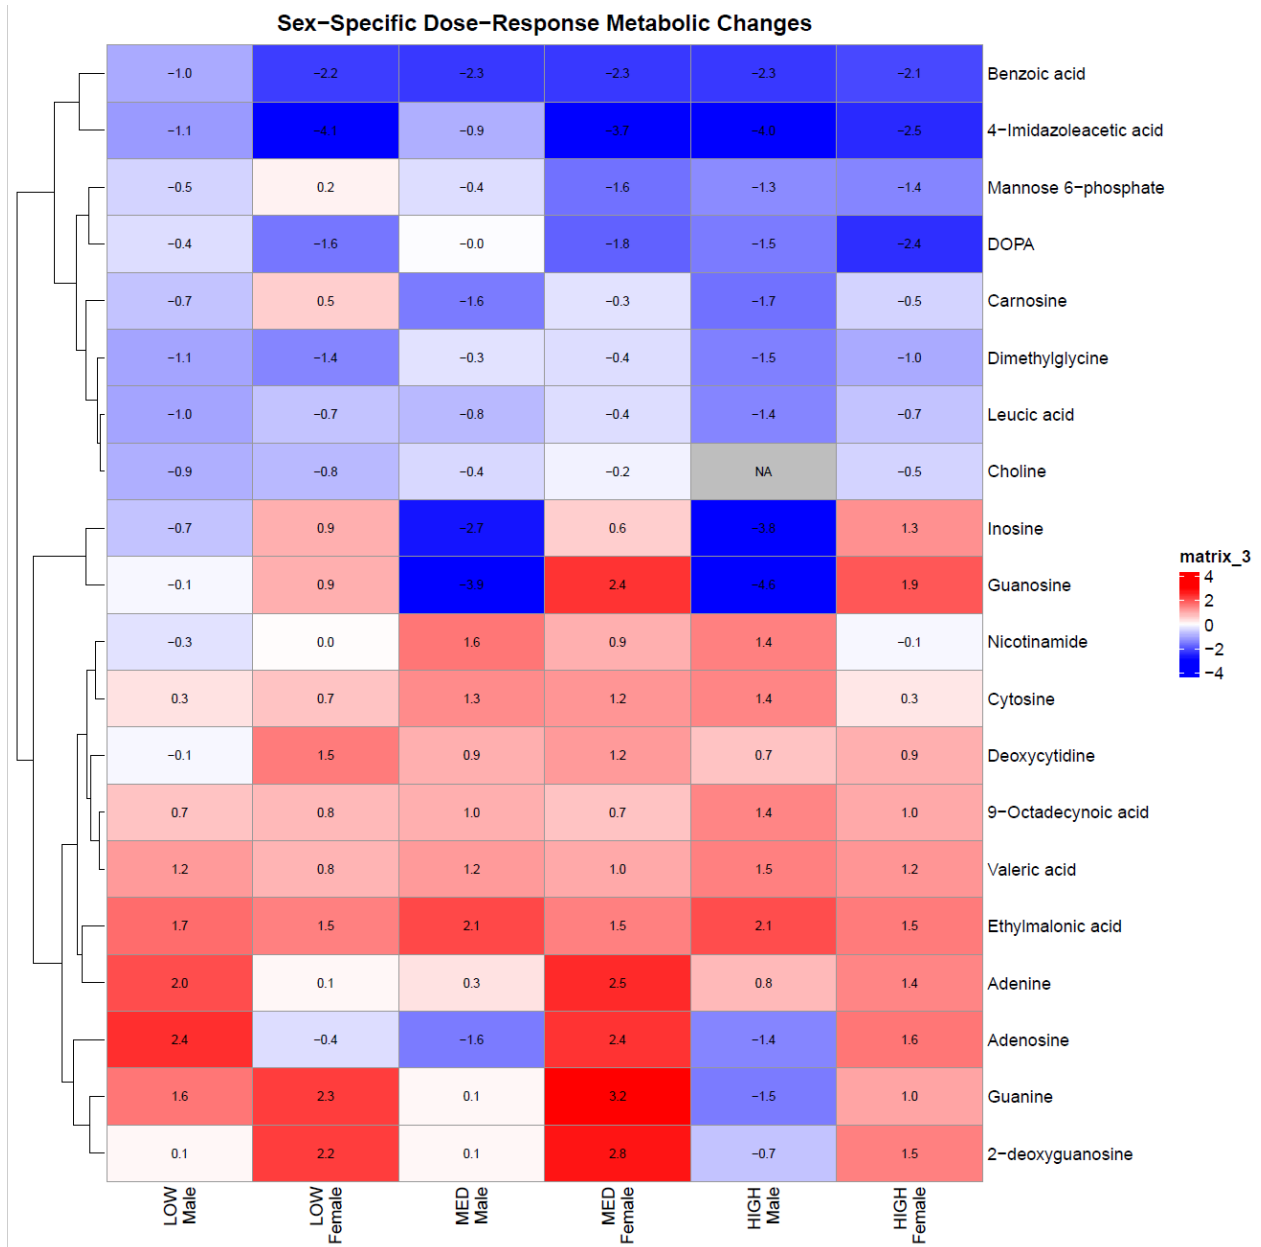 Sex−Specific Dose−Response Metabolic Changes
−1.0 −2.2 −2.3 −2.3 −2.3 −2.1 Benzoic acid
−1.1 −4.1 −0.9 −3.7 −4.0 −2.5 4−Imidazoleacetic acid
−0.5 0.2 −0.4 −1.6 −1.3 −1.4 Mannose 6−phosphate
−0.4 −1.6 −0.0 −1.8 −1.5 −2.4 DOPA
−0.7 0.5 −1.6 −0.3 −1.7 −0.5 Carnosine
−1.1 −1.4 −0.3 −0.4 −1.5 −1.0 Dimethylglycine
−1.0 −0.7 −0.8 −0.4 −1.4 −0.7 Leucic acid
−0.9 −0.8 −0.4 −0.2 NA −0.5 Choline
−0.7 0.9 −2.7 0.6 −3.8 1.3 Inosine
−0.1 0.9 −3.9 2.4 −4.6 1.9 Guanosine
−0.3 0.0 1.6 0.9 1.4 −0.1 Nicotinamide
0.3 0.7 1.3 1.2 1.4 0.3 Cytosine
−0.1 1.5 0.9 1.2 0.7 0.9 Deoxycytidine
0.7 0.8 1.0 0.7 1.4 1.0 9−Octadecynoic acid
1.2 0.8 1.2 1.0 1.5 1.2 Valeric acid
1.7 1.5 2.1 1.5 2.1 1.5 Ethylmalonic acid
2.0 0.1 0.3 2.5 0.8 1.4 Adenine
2.4 −0.4 −1.6 2.4 −1.4 1.6 Adenosine
1.6 2.3 0.1 3.2 −1.5 1.0 Guanine
0.1 2.2 0.1 2.8 −0.7 1.5 2−deoxyguanosine
LOW
Male
LOW
Female
MED
Male
MED
Female
HIGH
Male
HIGH
Female
matrix_3
4
2
0
−2
−4